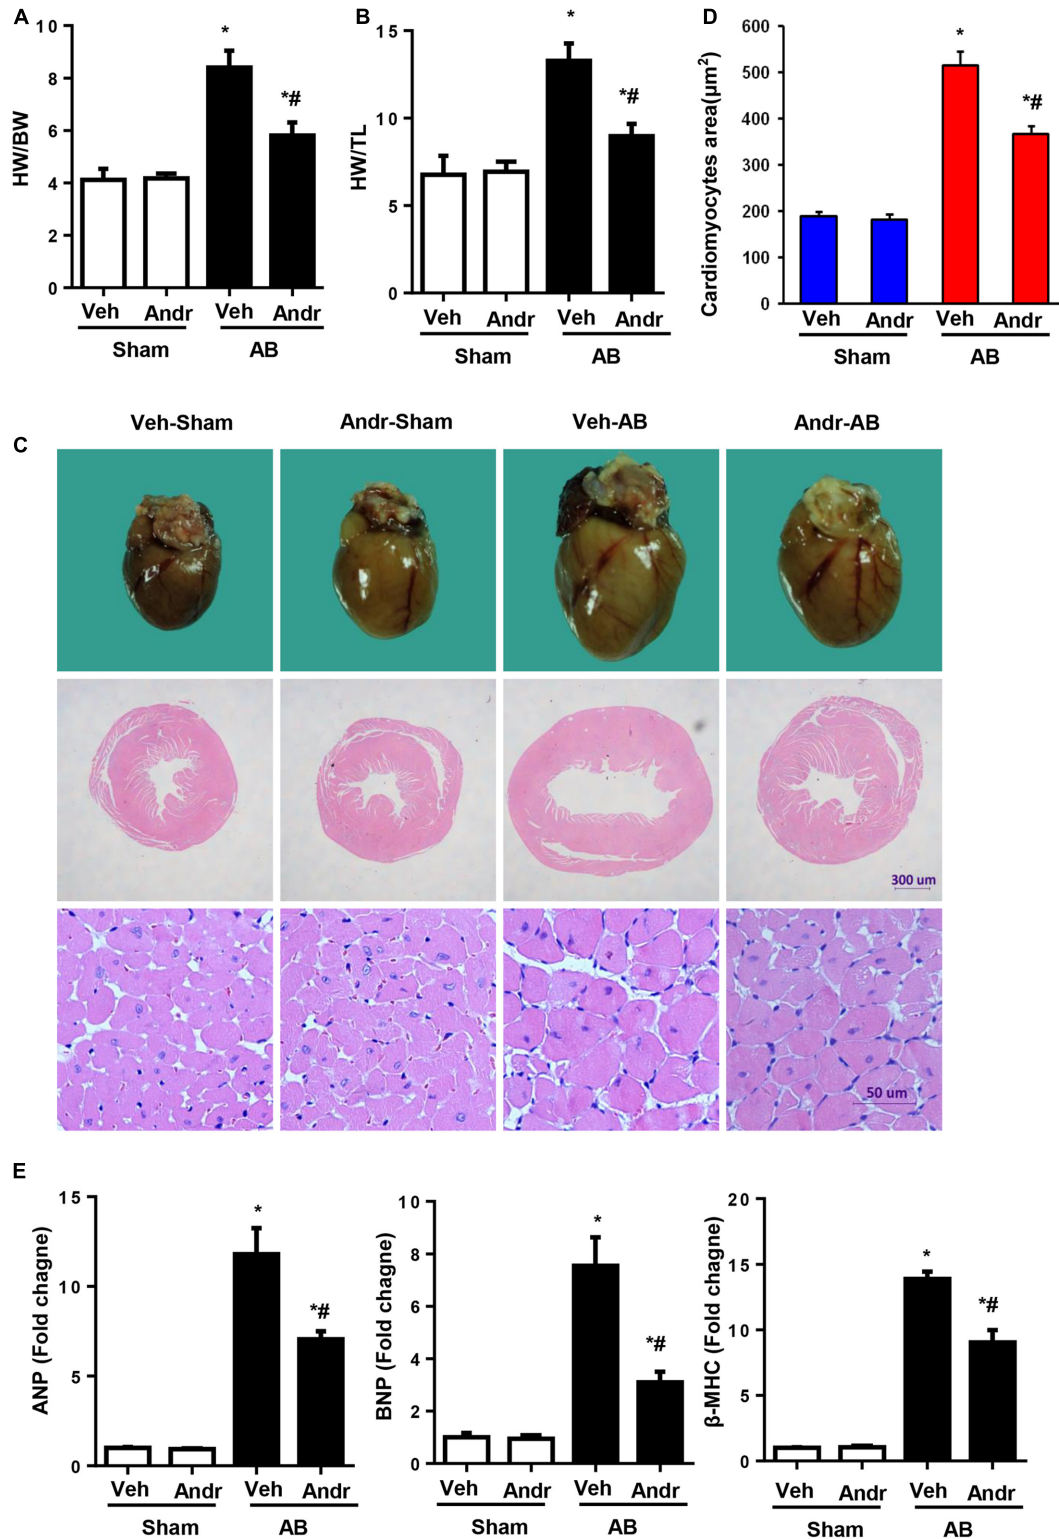 A
HW/BW
10
8
6
4
2
0
*
*#
Veh Andr Veh Andr
Sham AB
B
HW/TL
15
10
5
0
*
*#
Veh Andr Veh Andr
Sham AB
D
Cardiomyocytes area(μm²)
600
500
400
300
200
100
0
*
*#
Veh Andr Veh Andr
Sham AB
C
Veh-Sham Andr-Sham Veh-AB Andr-AB
300 um
50 um
E
ANP (Fold chagne)
15
10
5
0
*
*#
Veh Andr Veh Andr
Sham AB
BNP (Fold chagne)
10
8
6
4
2
0
*
*#
Veh Andr Veh Andr
Sham AB
β-MHC (Fold chagne)
20
15
10
5
0
*
*#
Veh Andr Veh Andr
Sham AB